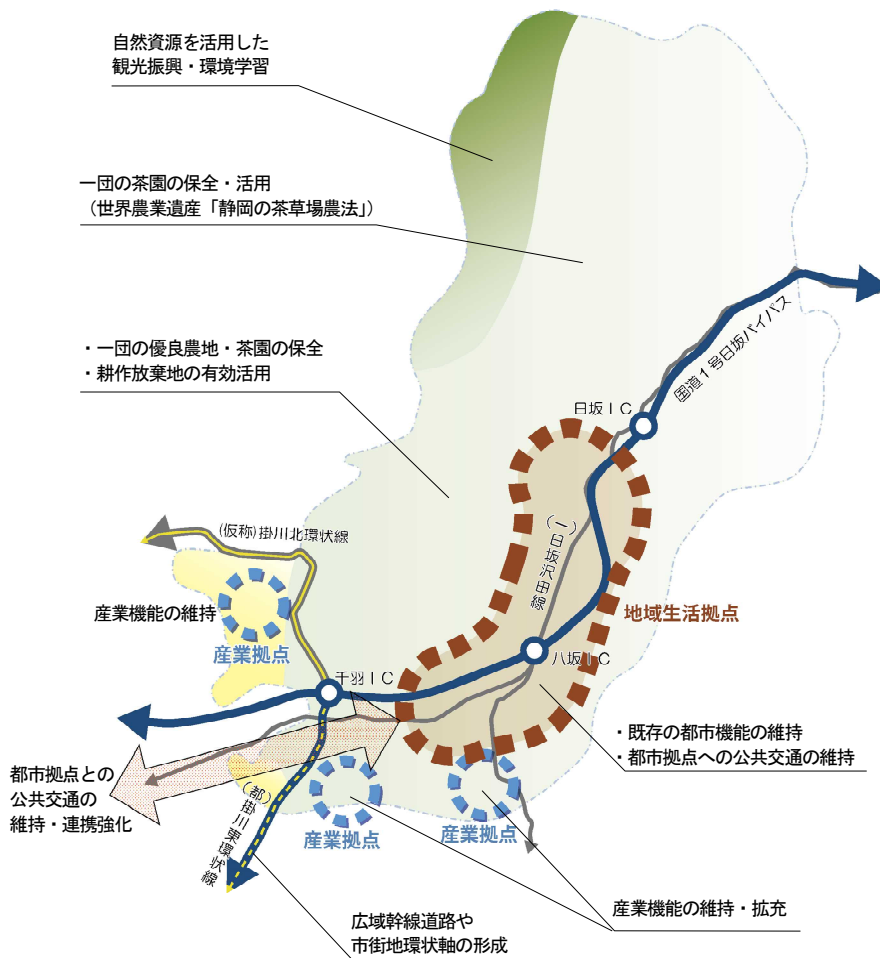 自然資源を活用した
観光振興・環境学習
一団の茶園の保全・活用
（世界農業遺産「静岡の茶草場農法」）
・一団の優良農地・茶園の保全
・耕作放棄地の有効活用
国道1号日坂バイパス
日坂IC
(仮称)掛川北環状線
(一)日坂沢田線
産業機能の維持
産業拠点
地域生活拠点
八坂IC
千羽IC
・既存の都市機能の維持
・都市拠点への公共交通の維持
都市拠点との
公共交通の
維持・連携強化
(都)掛川東環状線
産業拠点
産業拠点
広域幹線道路や
市街地環状軸の形成
産業機能の維持・拡充